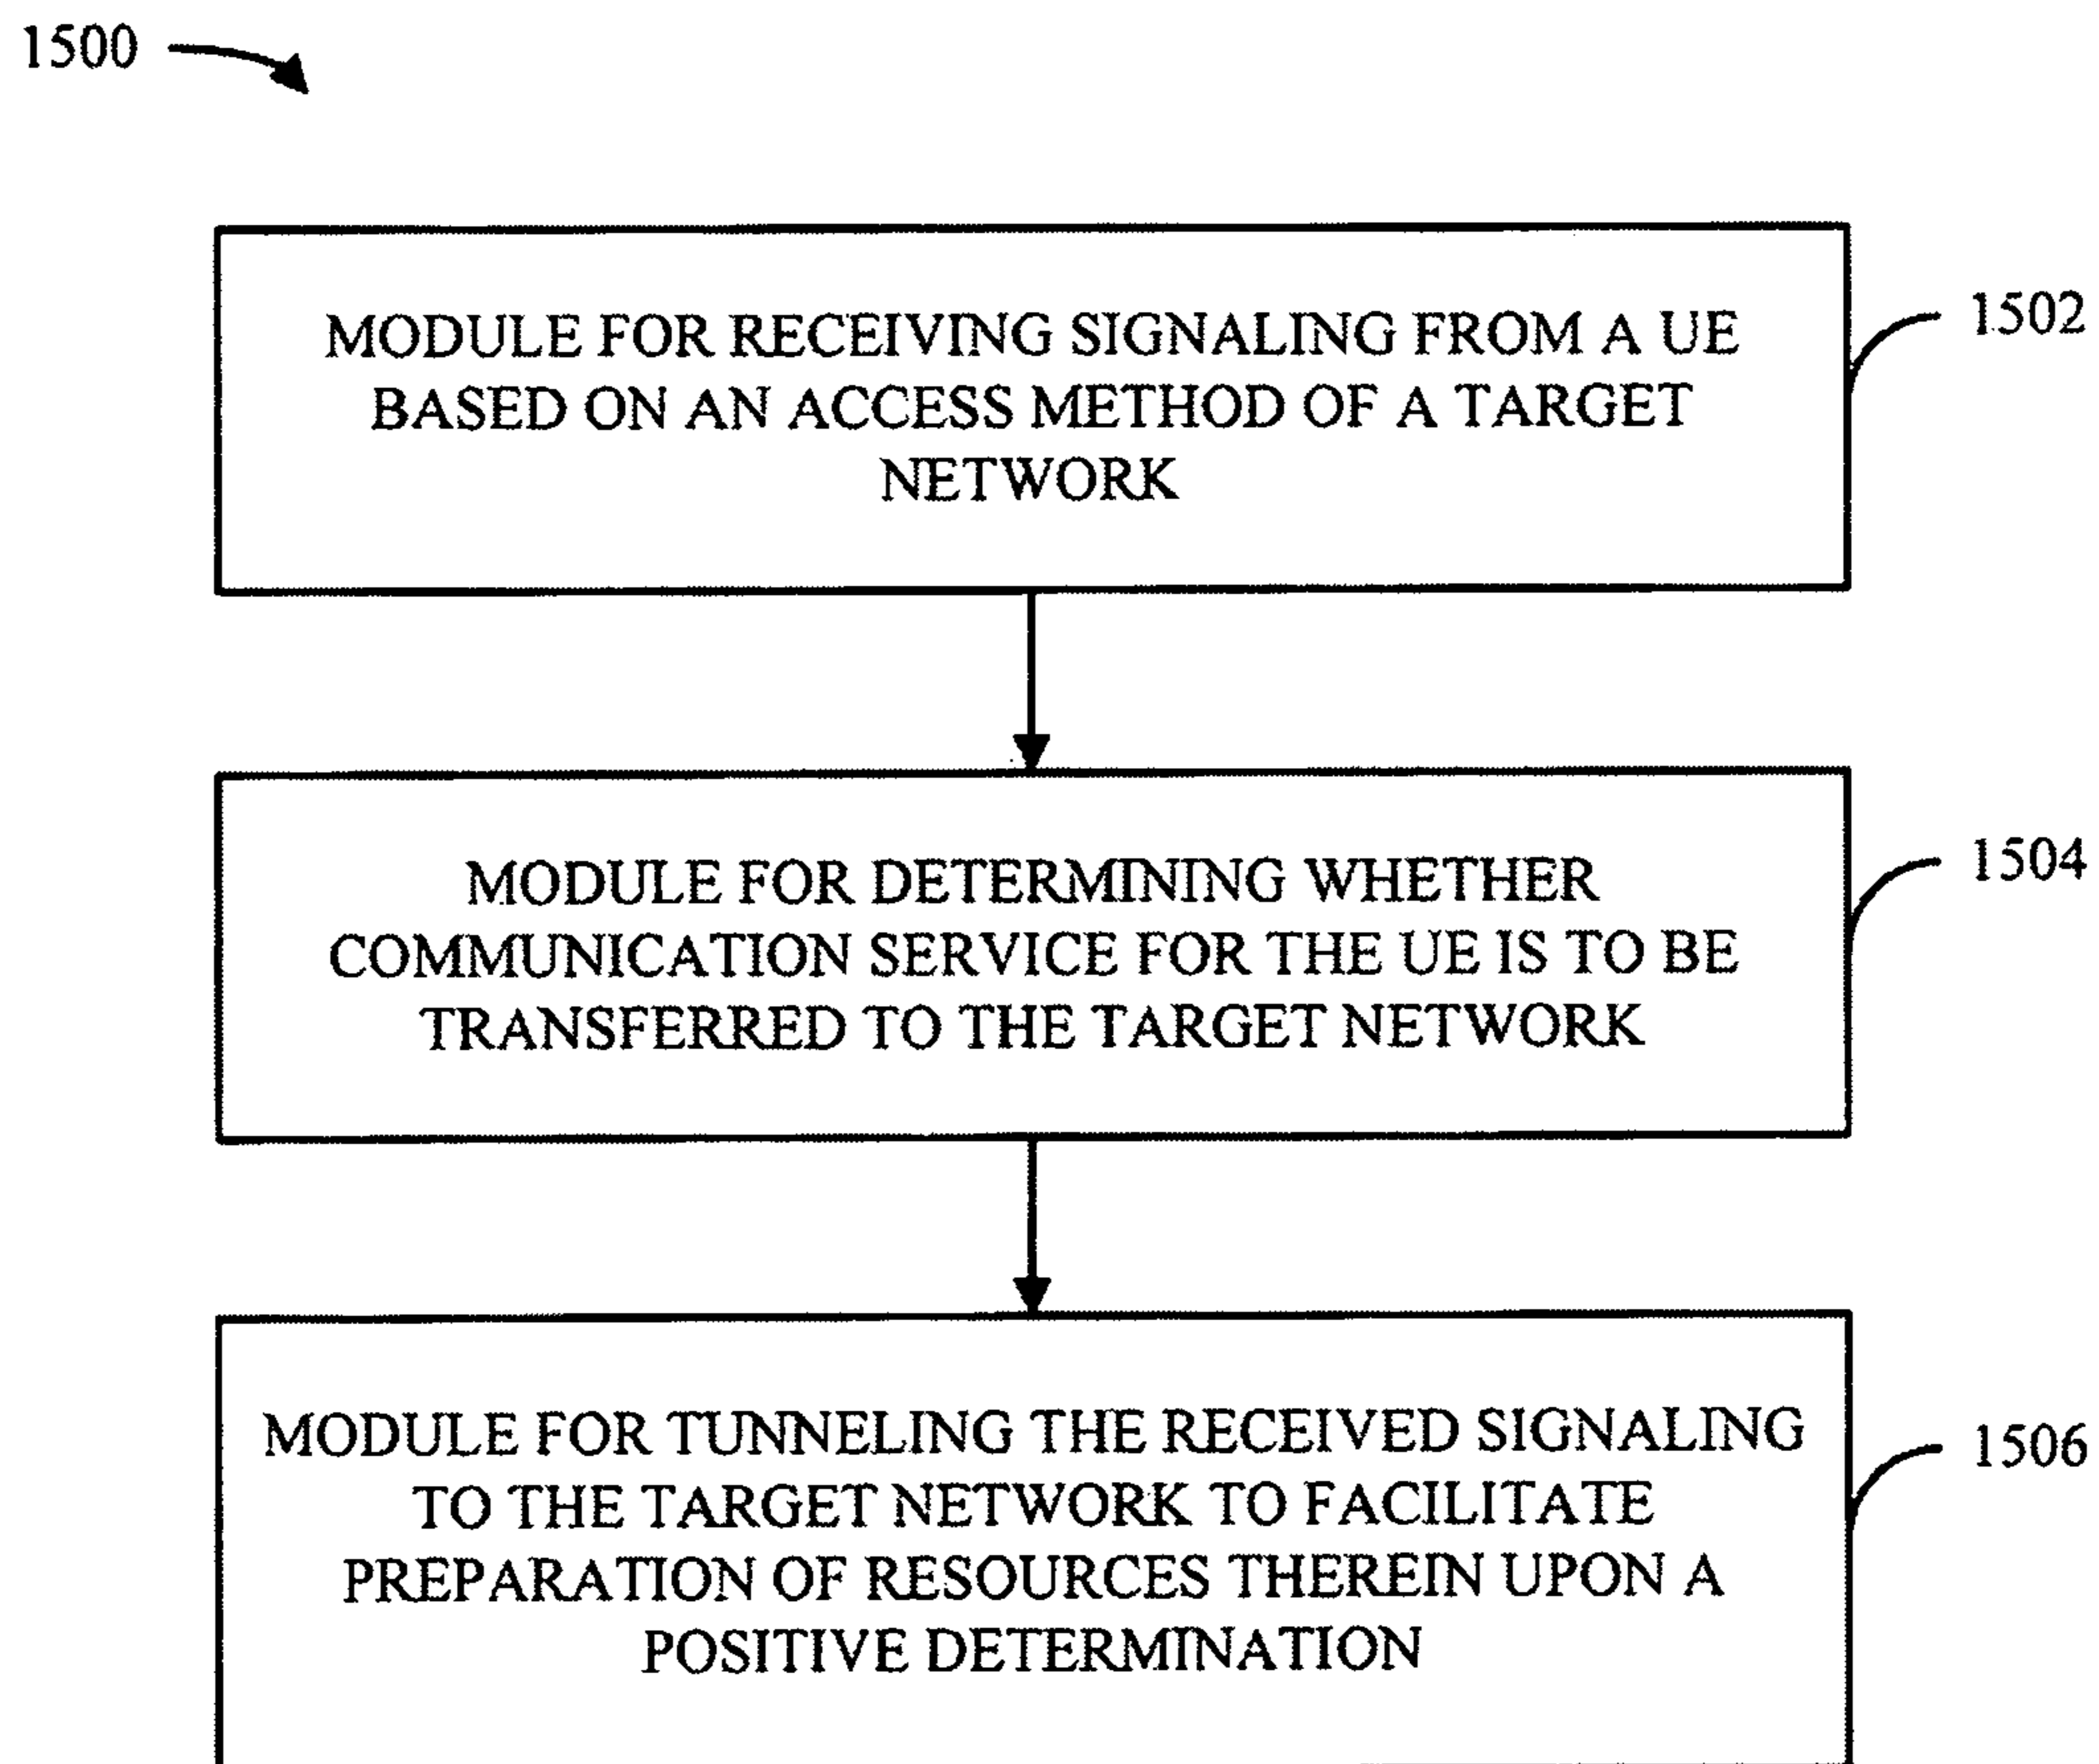 1500
MODULE FOR RECEIVING SIGNALING FROM A UE
BASED ON AN ACCESS METHOD OF A TARGET
NETWORK
1502
MODULE FOR DETERMINING WHETHER
COMMUNICATION SERVICE FOR THE UE IS TO BE
TRANSFERRED TO THE TARGET NETWORK
1504
MODULE FOR TUNNELING THE RECEIVED SIGNALING
TO THE TARGET NETWORK TO FACILITATE
PREPARATION OF RESOURCES THEREIN UPON A
POSITIVE DETERMINATION
1506